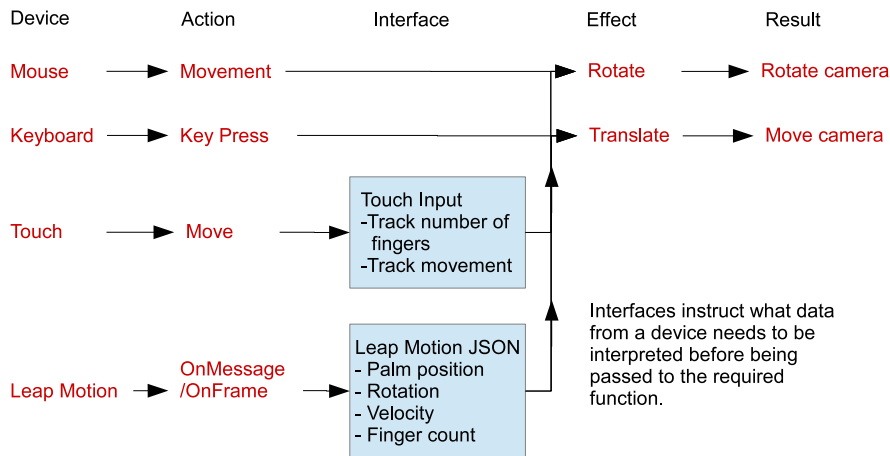 Device Action Interface Effect Result
Mouse Movement Rotate Rotate camera
Keyboard Key Press Translate Move camera
Touch Move
Touch Input
-Track number of
fingers
-Track movement
Leap Motion
OnMessage
/OnFrame
Leap Motion JSON
- Palm position
- Rotation
- Velocity
- Finger count
Interfaces instruct what data
from a device needs to be
interpreted before being
passed to the required
function.